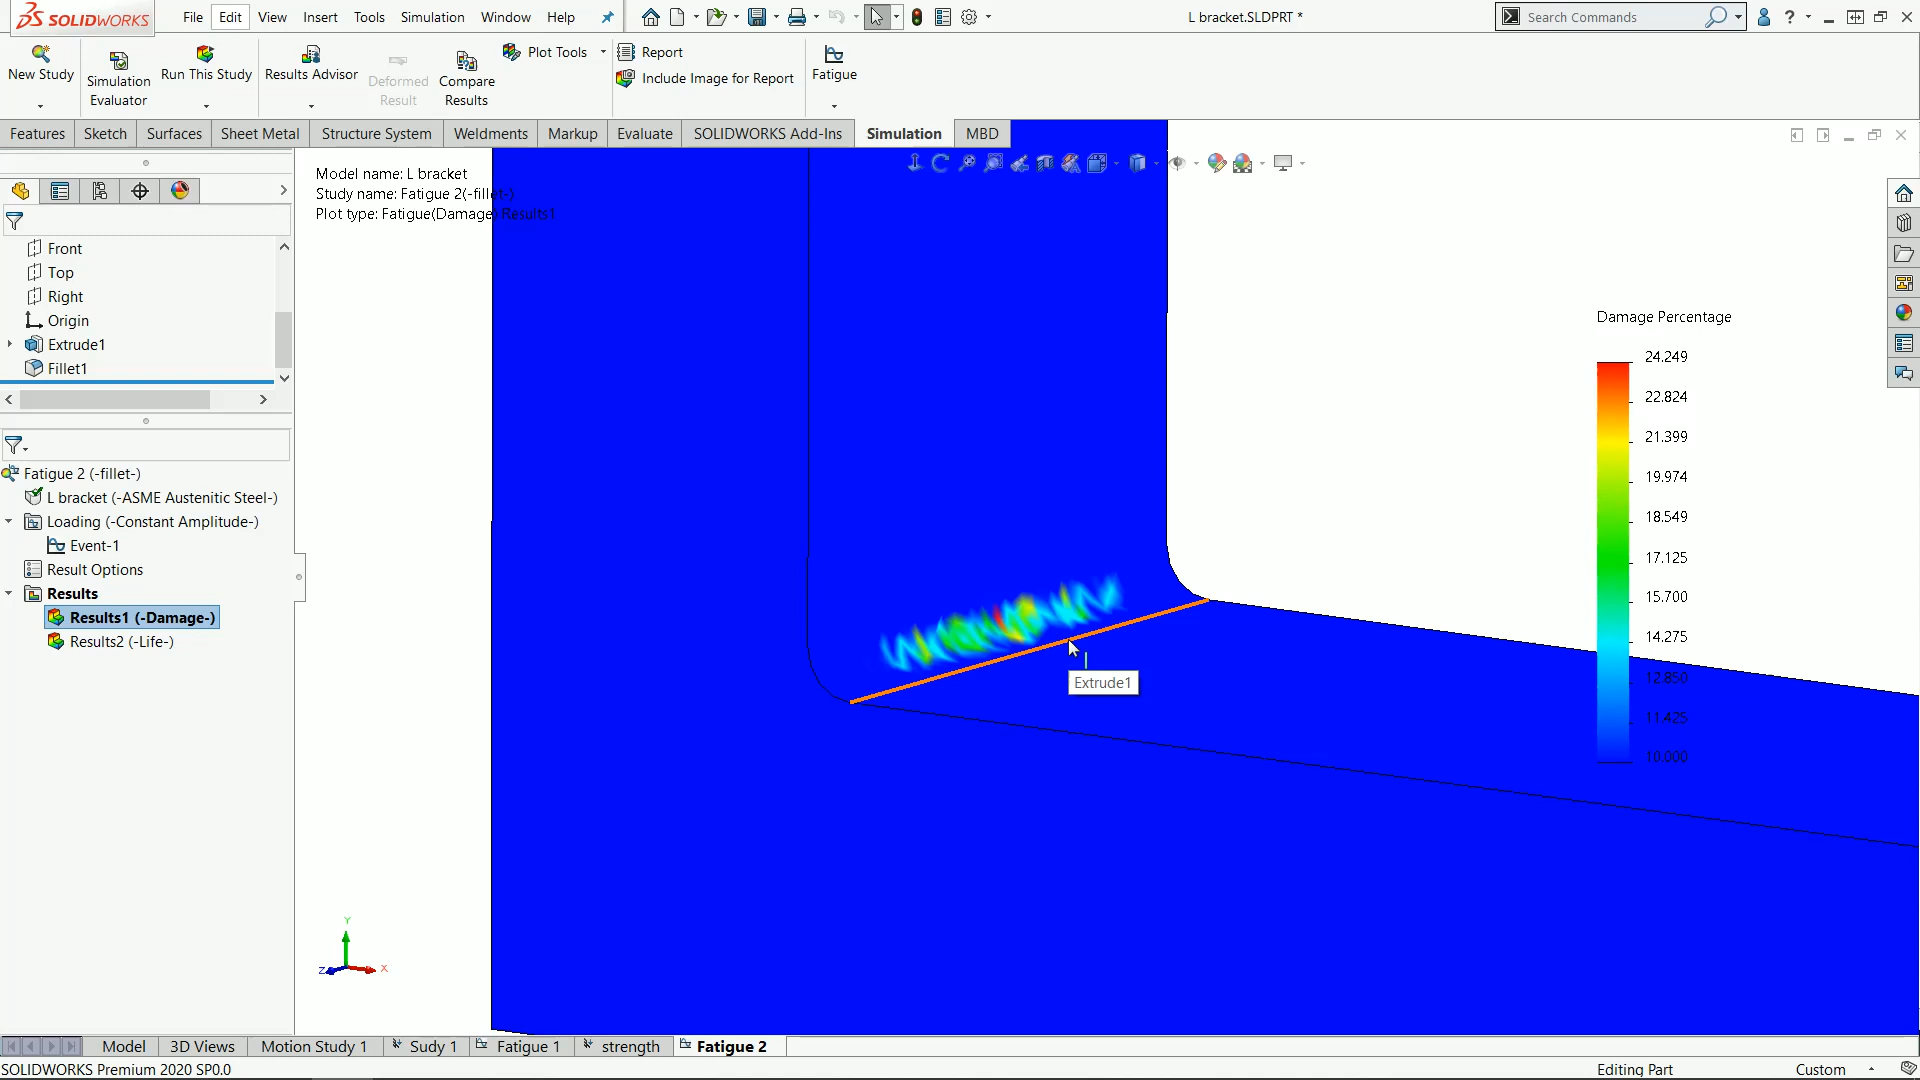 SOLIDWORKS
File Edit View Insert Tools Simulation Window Help
L bracket.SLDPRT *
Search Commands
New Study
Simulation Evaluator
Run This Study
Results Advisor
Deformed Result
Compare Results
Plot Tools
Report
Include Image for Report
Fatigue
Features Sketch Surfaces Sheet Metal Structure System Weldments Markup Evaluate SOLIDWORKS Add-Ins Simulation MBD
Model name: L bracket
Study name: Fatigue 2(-fillet-)
Plot type: Fatigue(Damage) Results1
Front
Top
Right
Origin
Extrude1
Fillet1
Fatigue 2 (-fillet-)
L bracket (-ASME Austenitic Steel-)
Loading (-Constant Amplitude-)
Event-1
Result Options
Results
Results1 (-Damage-)
Results2 (-Life-)
Extrude1
Damage Percentage
24.249
22.824
21.399
19.974
18.549
17.125
15.700
14.275
12.850
11.425
10.000
Y
Z
X
Model 3D Views Motion Study 1 Sudy 1 Fatigue 1 strength Fatigue 2
SOLIDWORKS Premium 2020 SP0.0
Editing Part
Custom